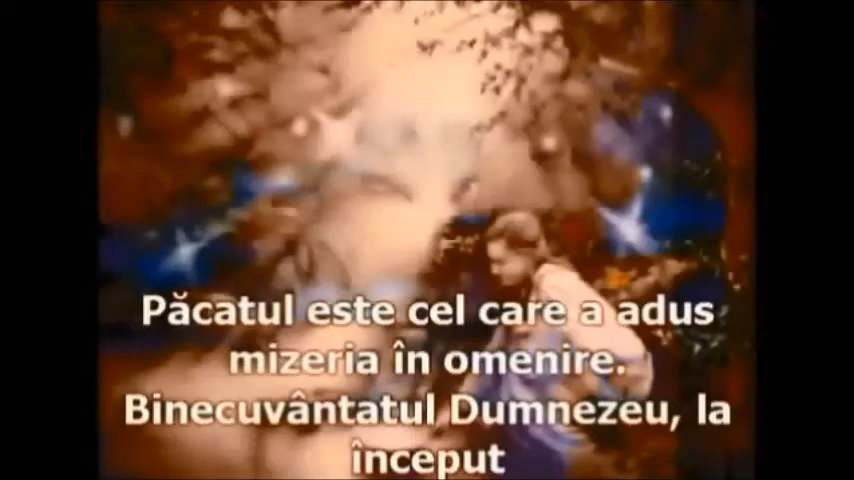 Păcatul este cel care a adus
mizeria în omenire.
Binecuvântatul Dumnezeu, la
început